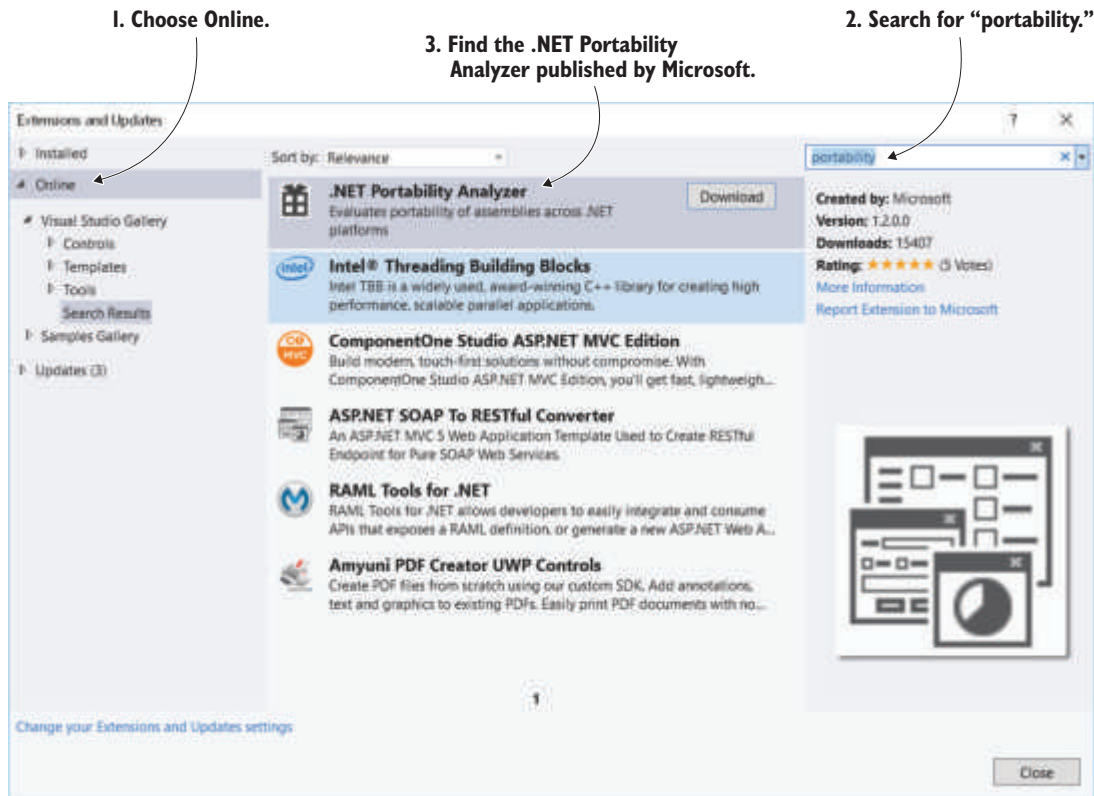 1. Choose Online.
2. Search for “portability.”
3. Find the .NET Portability
Analyzer published by Microsoft.
Extensions and Updates
? ×
Installed
Online
Visual Studio Gallery
Controls
Templates
Tools
Search Results
Samples Gallery
Updates (3)
Sort by: Relevance
.NET Portability Analyzer
Download
Evaluates portability of assemblies across .NET
platforms
intel
Intel® Threading Building Blocks
Intel TBB is a widely used, award-winning C++ library for creating high
performance, scalable parallel applications.
C1
MVC
ComponentOne Studio ASP.NET MVC Edition
Build modern, touch-first solutions without compromise. With
ComponentOne Studio ASP.NET MVC Edition, you'll get fast, lightweigh...
ASP.NET SOAP To RESTful Converter
An ASP.NET MVC 5 Web Application Template Used to Create RESTful
Endpoint for Pure SOAP Web Services.
RAML Tools for .NET
RAML Tools for .NET allows developers to easily integrate and consume
APIs that exposes a RAML definition, or generate a new ASP.NET Web A...
Amyuni PDF Creator UWP Controls
Create PDF files from scratch using our custom SDK. Add annotations,
text and graphics to existing PDFs. Easily print PDF documents with no...
1
portability
Created by: Microsoft
Version: 1.2.0.0
Downloads: 15407
Rating: ★★★★★ (5 Votes)
More Information
Report Extension to Microsoft
Change your Extensions and Updates settings
Close